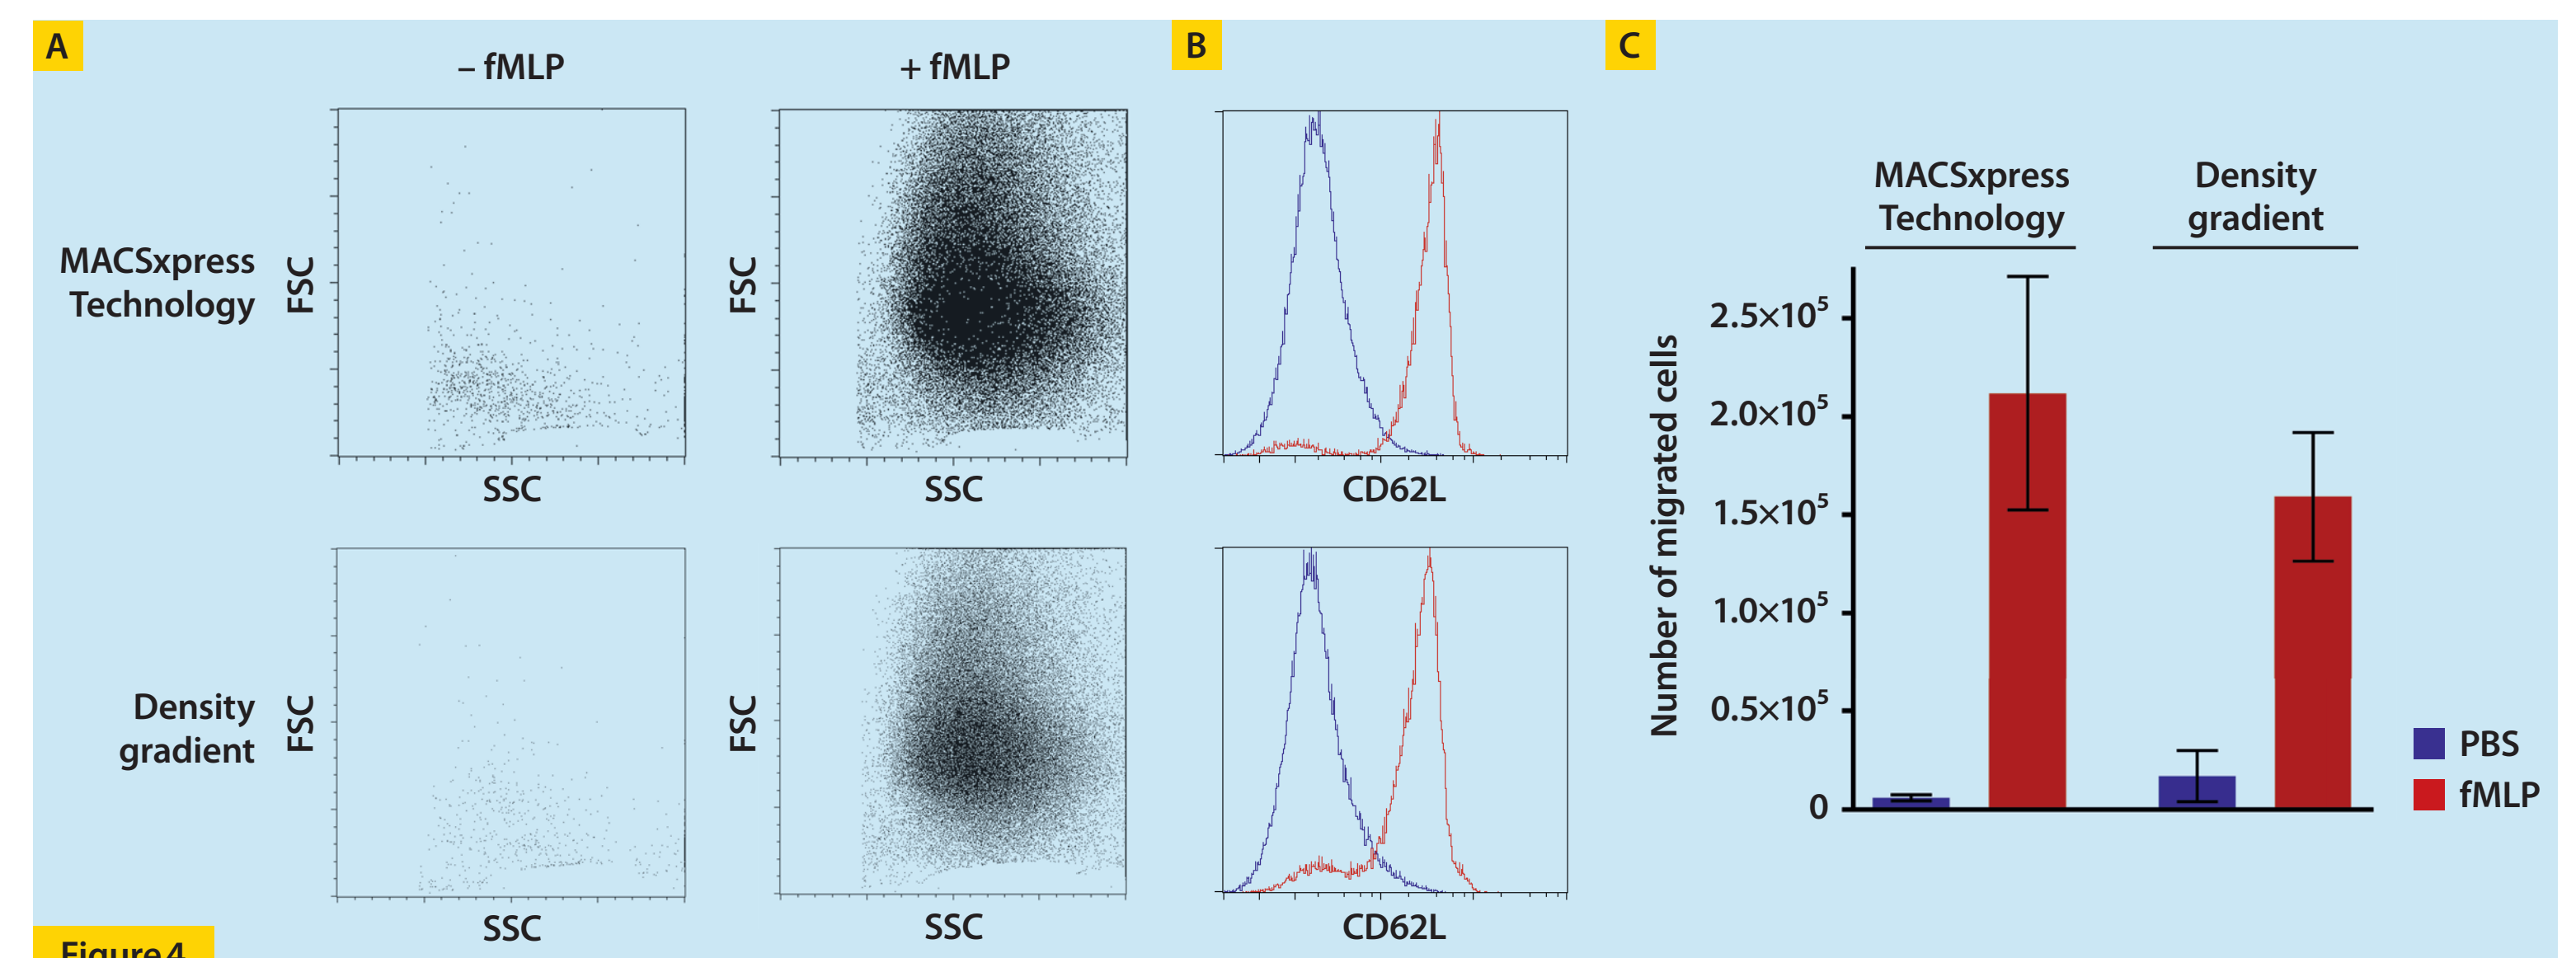 A
– fMLP
+ fMLP
MACSxpress
Technology
FSC
SSC
FSC
SSC
Density
gradient
FSC
SSC
FSC
SSC
B
CD62L
CD62L
C
MACSxpress
Technology
Density
gradient
Number of migrated cells
2.5×10⁵
2.0×10⁵
1.5×10⁵
1.0×10⁵
0.5×10⁵
0
PBS
fMLP
Figure 4